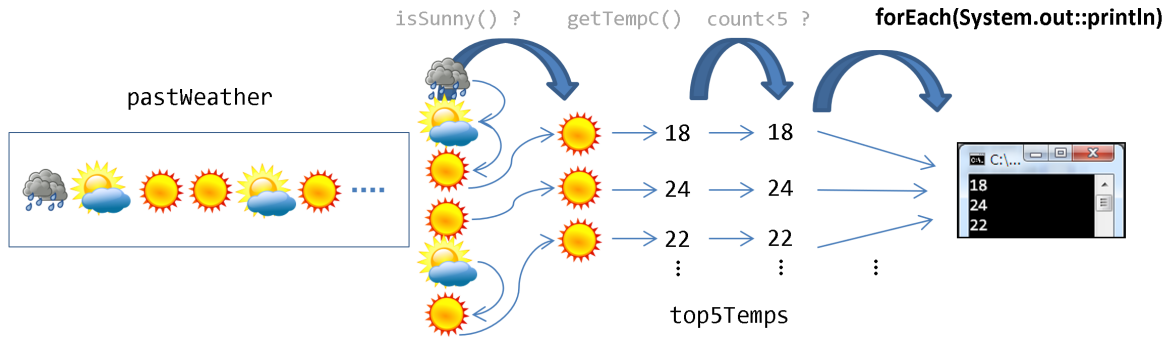 isSunny() ? getTempC() count<5 ? forEach(System.out::println)
pastWeather
18 18
24 24
22 22
top5Temps
C:\...
18
24
22